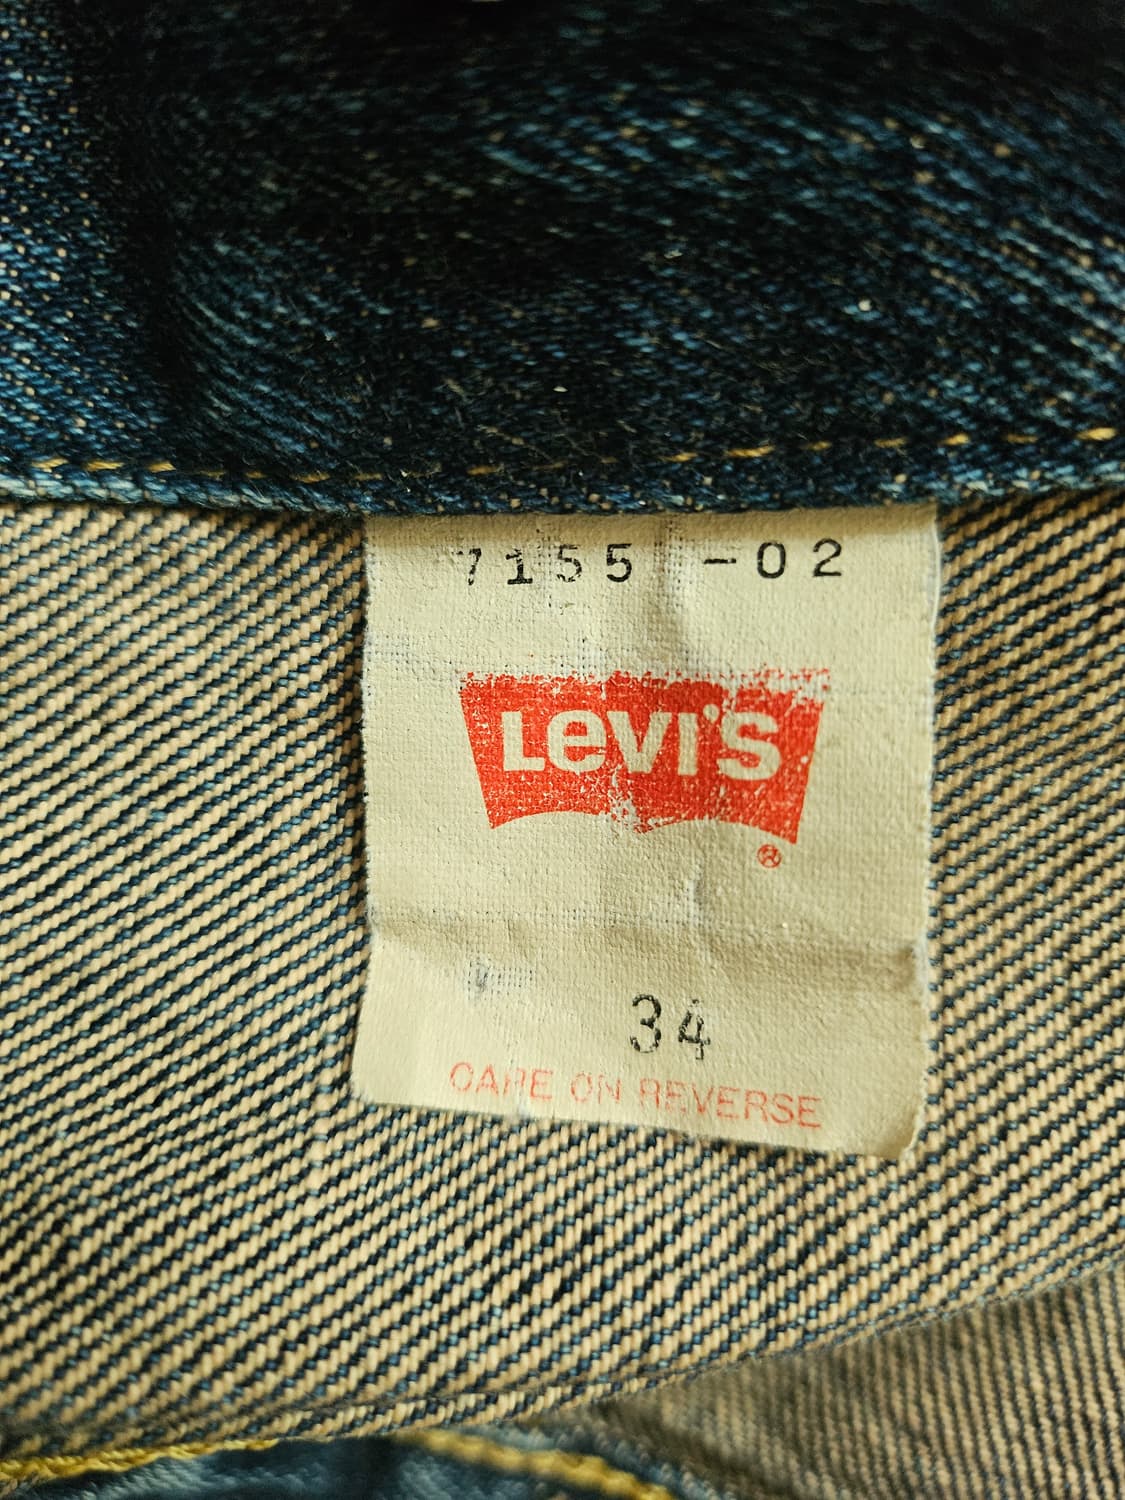 7155 -02
LEVI'S
®
34
CARE ON REVERSE